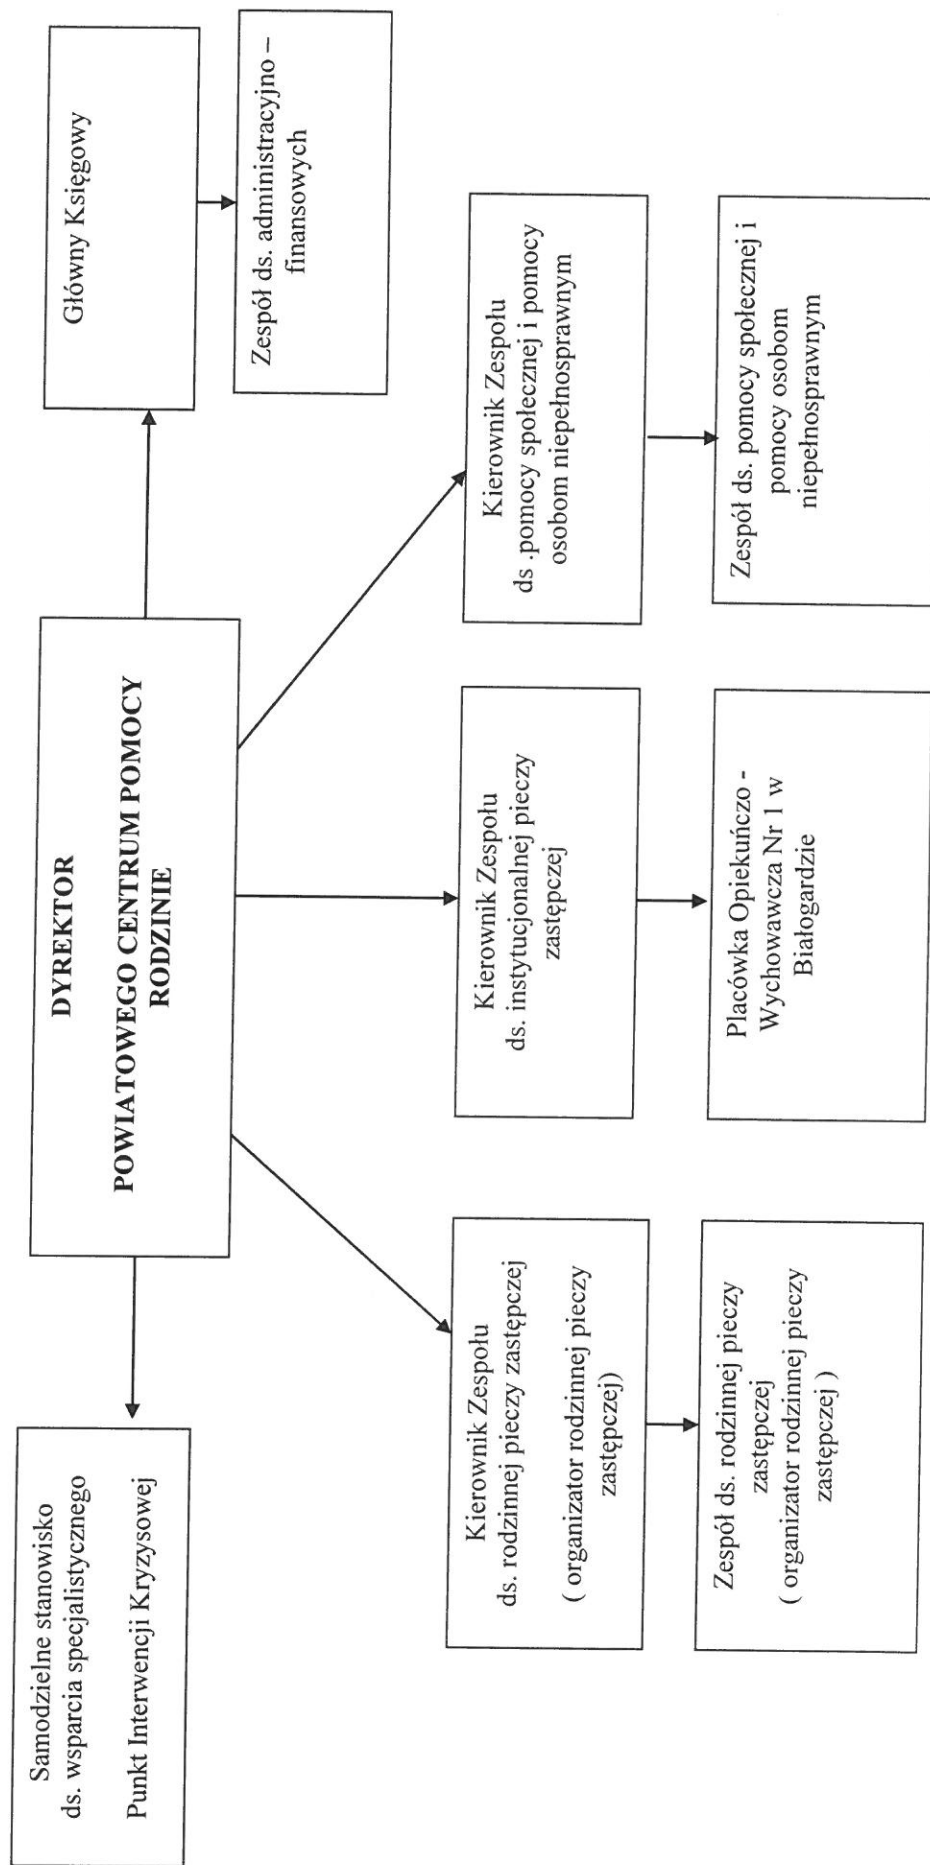 DYREKTOR
POWIATOWEGO CENTRUM POMOCY
RODZINIE
Samodzielne stanowisko
ds. wsparcia specjalistycznego
Punkt Interwencji Kryzysowej
Główny Księgowy
Zespół ds. administracyjno –
finansowych
Kierownik Zespołu
ds. rodzinnej pieczy zastępczej
( organizator rodzinnej pieczy
zastępczej)
Kierownik Zespołu
ds. instytucjonalnej pieczy
zastępczej
Kierownik Zespołu
ds .pomocy społecznej i pomocy
osobom niepełnosprawnym
Zespół ds. rodzinnej pieczy
zastępczej
( organizator rodzinnej pieczy
zastępczej )
Placówka Opiekuńczo -
Wychowawcza Nr 1 w
Białogardzie
Zespół ds. pomocy społecznej i
pomocy osobom
niepełnosprawnym